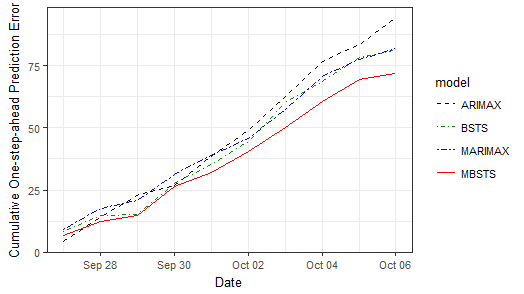 Cumulative One-step-ahead Prediction Error
75
50
25
0
Sep 28
Sep 30
Oct 02
Oct 04
Oct 06
Date
model
ARIMAX
BSTS
MARIMAX
MBSTS